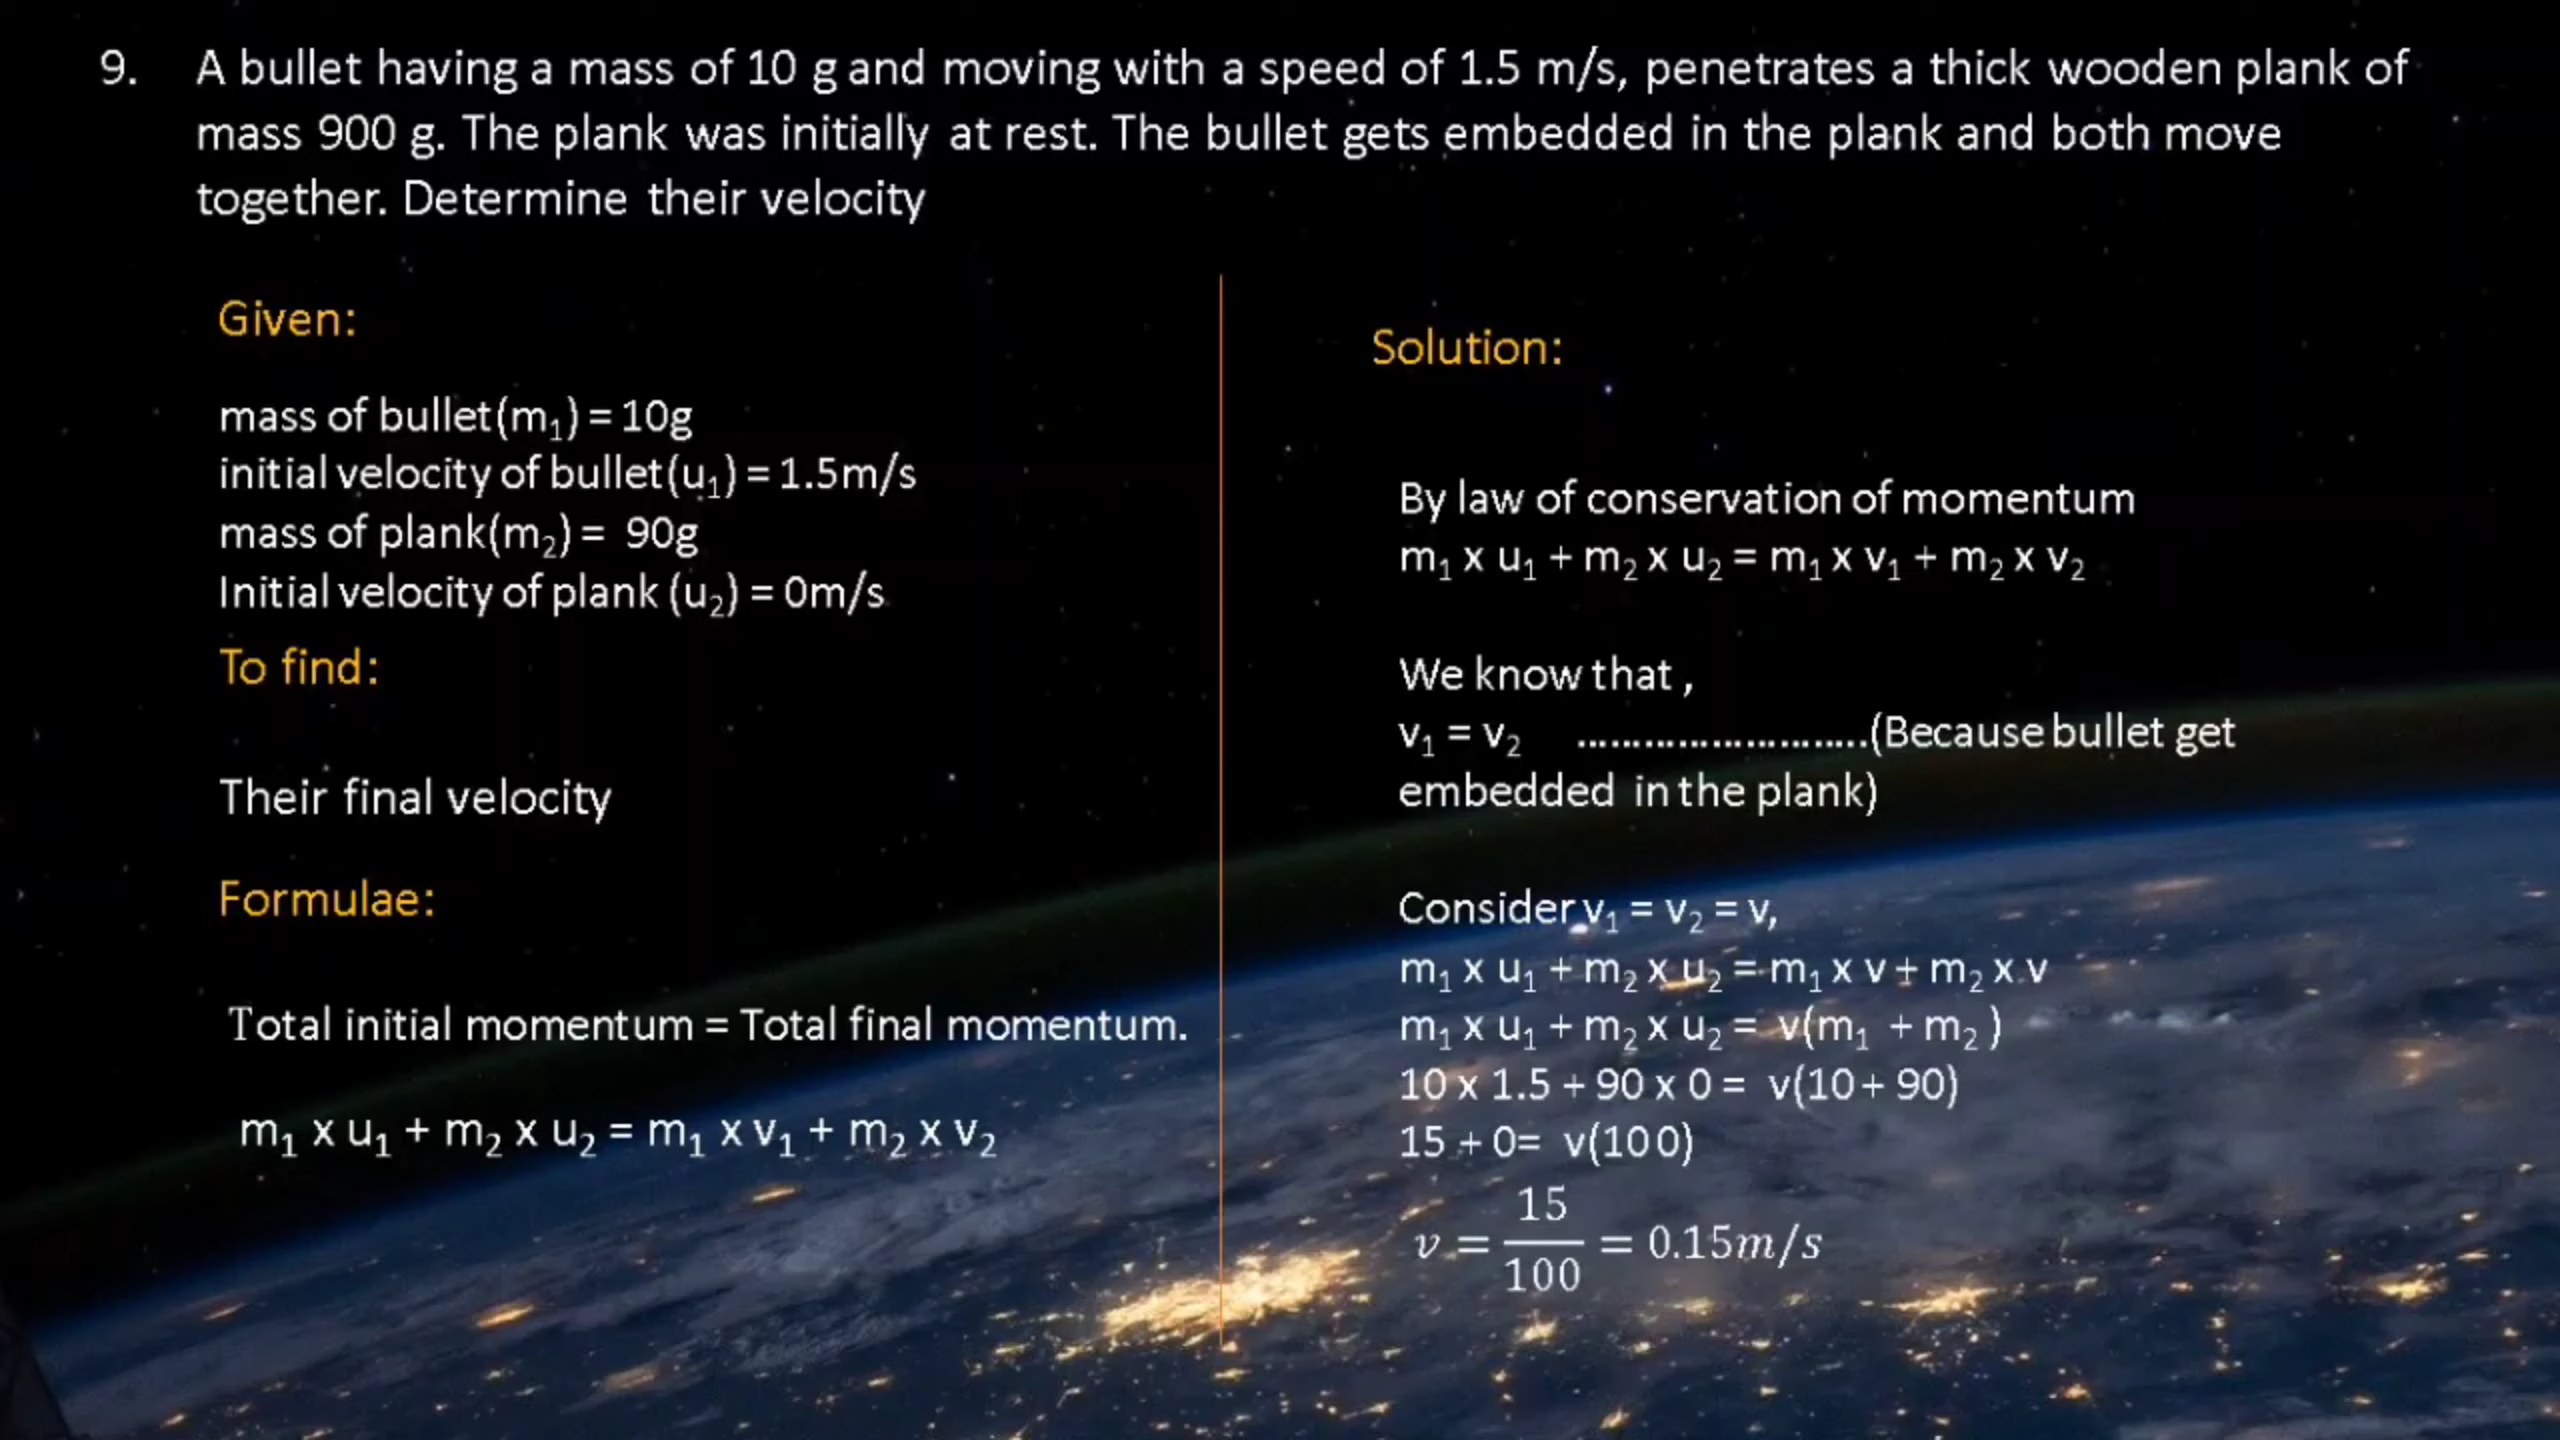 9. A bullet having a mass of 10 g and moving with a speed of 1.5 m/s, penetrates a thick wooden plank of
mass 900 g. The plank was initially at rest. The bullet gets embedded in the plank and both move
together. Determine their velocity
Given:
mass of bullet(m₁) = 10g
initial velocity of bullet(u₁) = 1.5m/s
mass of plank(m₂) = 90g
Initial velocity of plank (u₂) = 0m/s
To find:
Their final velocity
Formulae:
Total initial momentum = Total final momentum.
m₁ x u₁ + m₂ x u₂ = m₁ x v₁ + m₂ x v₂
Solution:
By law of conservation of momentum
m₁ x u₁ + m₂ x u₂ = m₁ x v₁ + m₂ x v₂
We know that ,
v₁ = v₂ ..........................(Because bullet get
embedded in the plank)
Consider v₁ = v₂ = v,
m₁ x u₁ + m₂ x u₂ = m₁ x v + m₂ x v
m₁ x u₁ + m₂ x u₂ = v(m₁ + m₂ )
10 x 1.5 + 90 x 0 = v(10 + 90)
15 + 0= v(100)
v = 15/100 = 0.15m/s